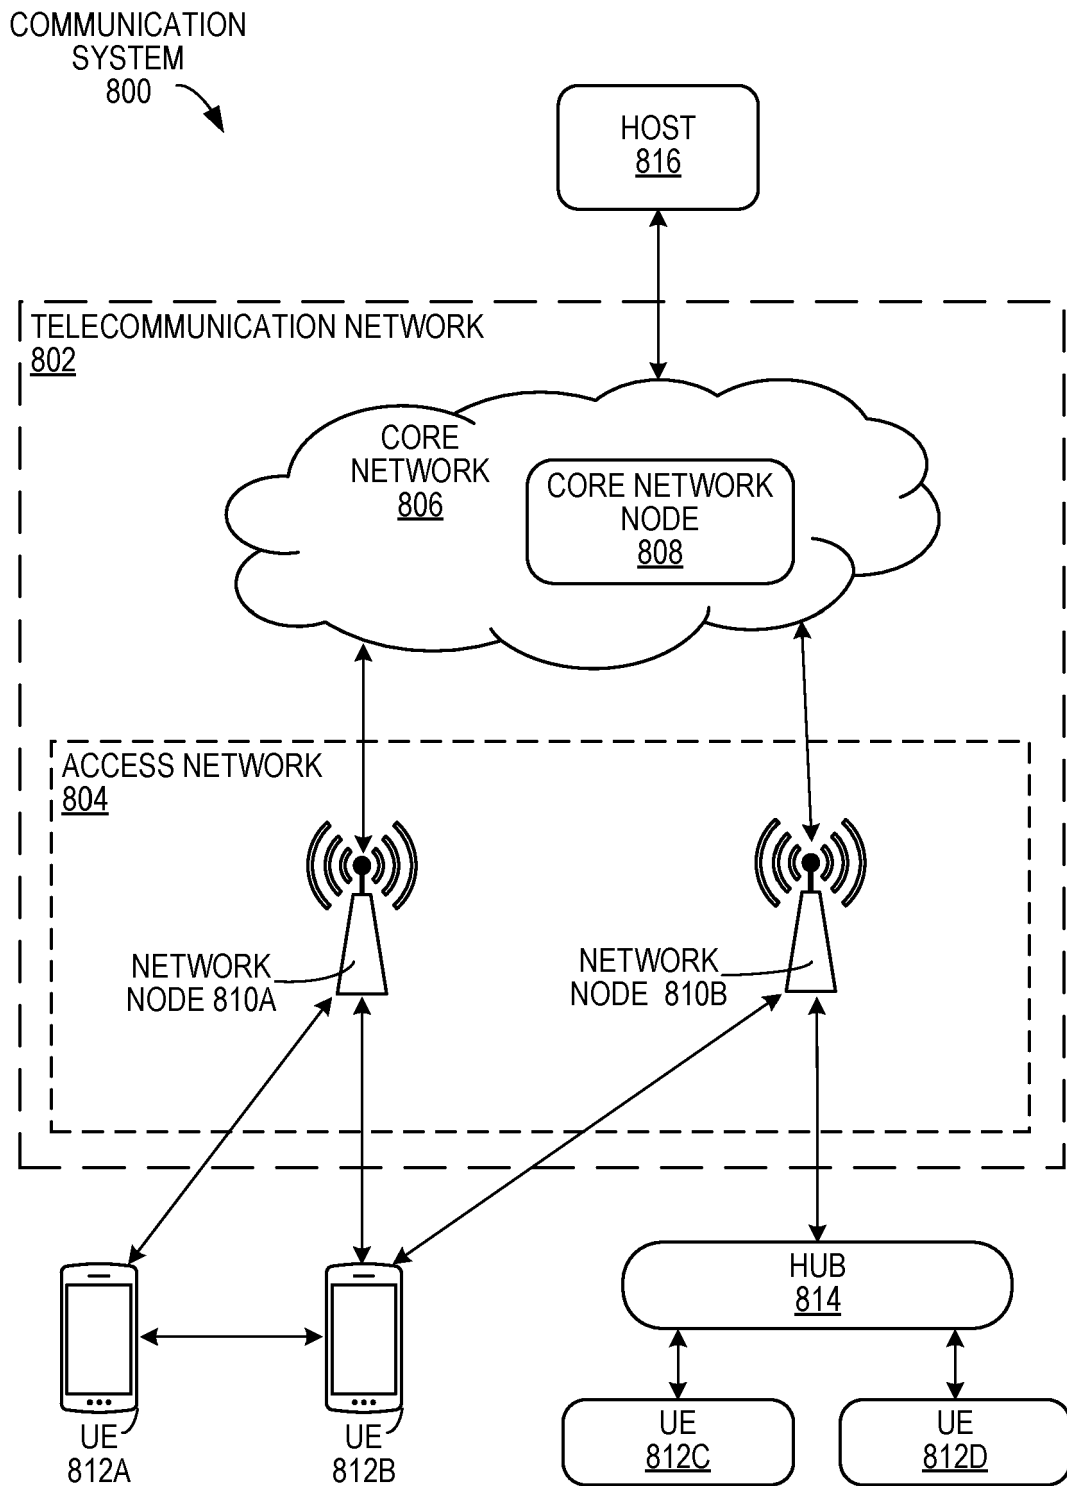 COMMUNICATION
SYSTEM
800
HOST
816
TELECOMMUNICATION NETWORK
802
CORE
NETWORK
806
CORE NETWORK
NODE
808
ACCESS NETWORK
804
NETWORK
NODE 810A
NETWORK
NODE 810B
HUB
814
UE
812A
UE
812B
UE
812C
UE
812D